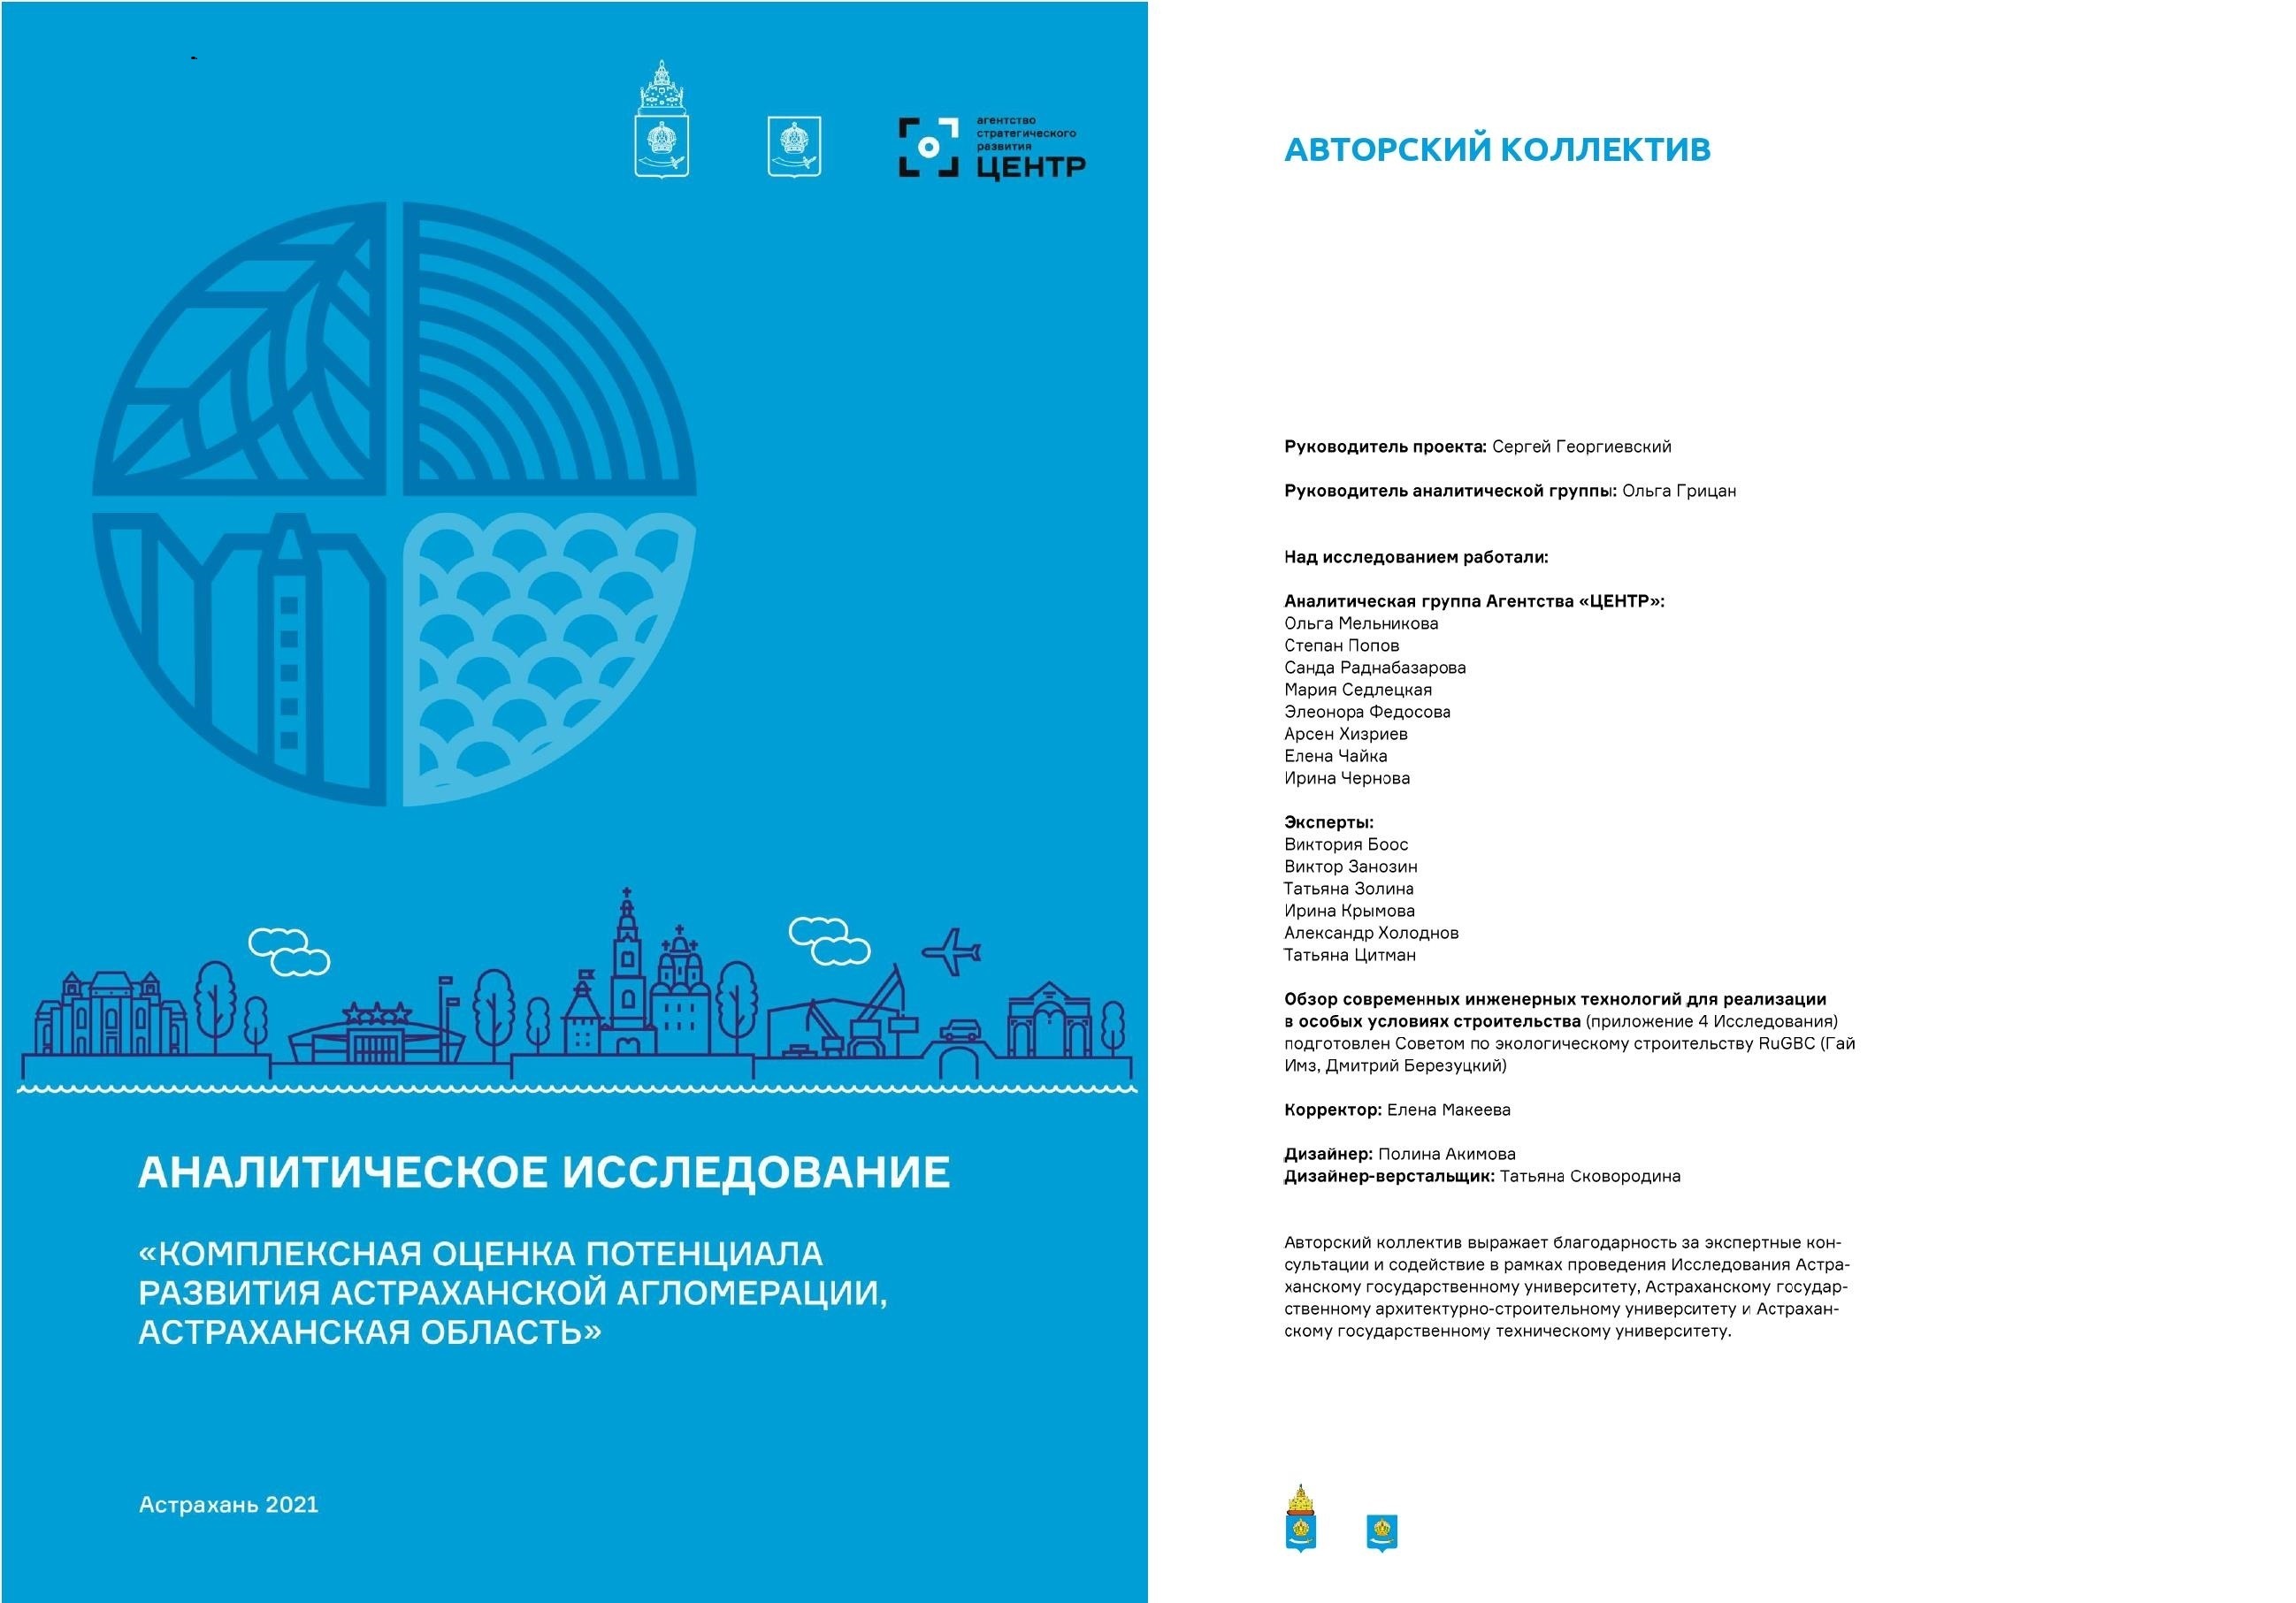 агентство
стратегического
развития
ЦЕНТР
АНАЛИТИЧЕСКОЕ ИССЛЕДОВАНИЕ
«КОМПЛЕКСНАЯ ОЦЕНКА ПОТЕНЦИАЛА
РАЗВИТИЯ АСТРАХАНСКОЙ АГЛОМЕРАЦИИ,
АСТРАХАНСКАЯ ОБЛАСТЬ»
Астрахань 2021
АВТОРСКИЙ КОЛЛЕКТИВ
Руководитель проекта: Сергей Георгиевский
Руководитель аналитической группы: Ольга Грицан
Над исследованием работали:
Аналитическая группа Агентства «ЦЕНТР»:
Ольга Мельникова
Степан Попов
Санда Раднабазарова
Мария Седлецкая
Элеонора Федосова
Арсен Хизриев
Елена Чайка
Ирина Чернова
Эксперты:
Виктория Боос
Виктор Занозин
Татьяна Золина
Ирина Крымова
Александр Холоднов
Татьяна Цитман
Обзор современных инженерных технологий для реализации
в особых условиях строительства (приложение 4 Исследования)
подготовлен Советом по экологическому строительству RuGBC (Гай
Имз, Дмитрий Березуцкий)
Корректор: Елена Макеева
Дизайнер: Полина Акимова
Дизайнер-верстальщик: Татьяна Сковородина
Авторский коллектив выражает благодарность за экспертные кон-
сультации и содействие в рамках проведения Исследования Астра-
ханскому государственному университету, Астраханскому государ-
ственному архитектурно-строительному университету и Астрахан-
скому государственному техническому университету.